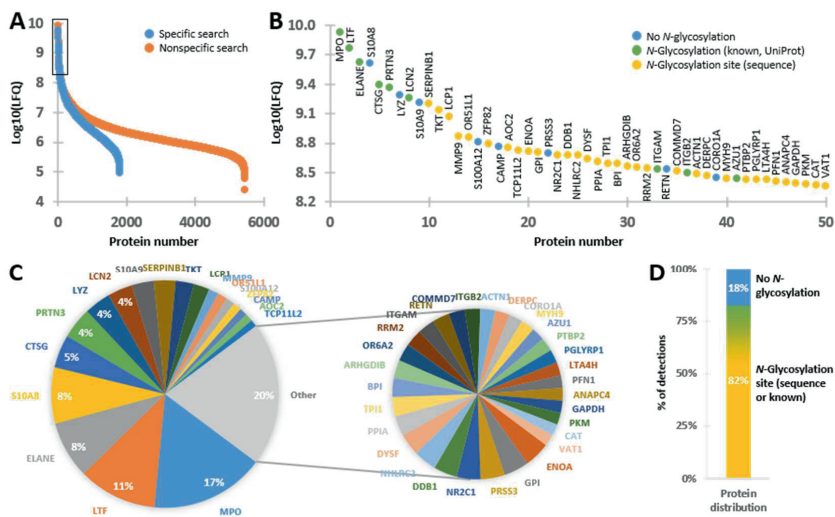 A
Log10(LFQ)
10
9
8
7
6
5
4
Specific search
Nonspecific search
0
2000
4000
6000
Protein number
B
Log10(LFQ)
10.0
9.6
9.2
8.8
8.4
8.0
No N-glycosylation
N-Glycosylation (known, UniProt)
N-Glycosylation site (sequence)
MPO
LTF
ELANE
S10A8
CTSG
PRTN3
LYZ
LCN2
S10A9
SERPINB1
TKT
LCP1
MMP9
OR51L1
S100A12
ZFP82
CAMP
AOC2
TCP11L2
ENOA
GPI
PRSS3
NR2C1
DDB1
NHLRC2
DYSF
PPIA
TPI1
BPI
ARHGDIB
OR6A2
RRM2
ITGAM
RETN
COMMD7
ITGB2
ACTN1
DERPC
CORO1A
MYH9
AZU1
PTBP2
PGLYRP1
LTA4H
PFN1
ANAPC4
GAPDH
PKM
CAT
VAT1
0
10
20
30
40
50
Protein number
C
S10A9
SERPINB1
TKT
LCP1
MMP9
OR51L1
S100A12
ZFP82
CAMP
AOC2
TCP11L2
LCN2
4%
LYZ
4%
PRTN3
4%
CTSG
5%
S10A8
8%
ELANE
8%
LTF
11%
MPO
17%
Other
20%
COMMD7
ITGB2
ACTN1
RETN
DERPC
ITGAM
CORO1A
RRM2
MYH9
OR6A2
AZU1
ARHGDIB
PTBP2
BPI
PGLYRP1
TPI1
LTA4H
PPIA
PFN1
DYSF
ANAPC4
NHLRC2
GAPDH
DDB1
PKM
NR2C1
CAT
PRSS3
VAT1
GPI
ENOA
D
% of detections
100%
75%
50%
25%
0%
18%
82%
No N-
glycosylation
N-Glycosylation
site (sequence
or known)
Protein
distribution